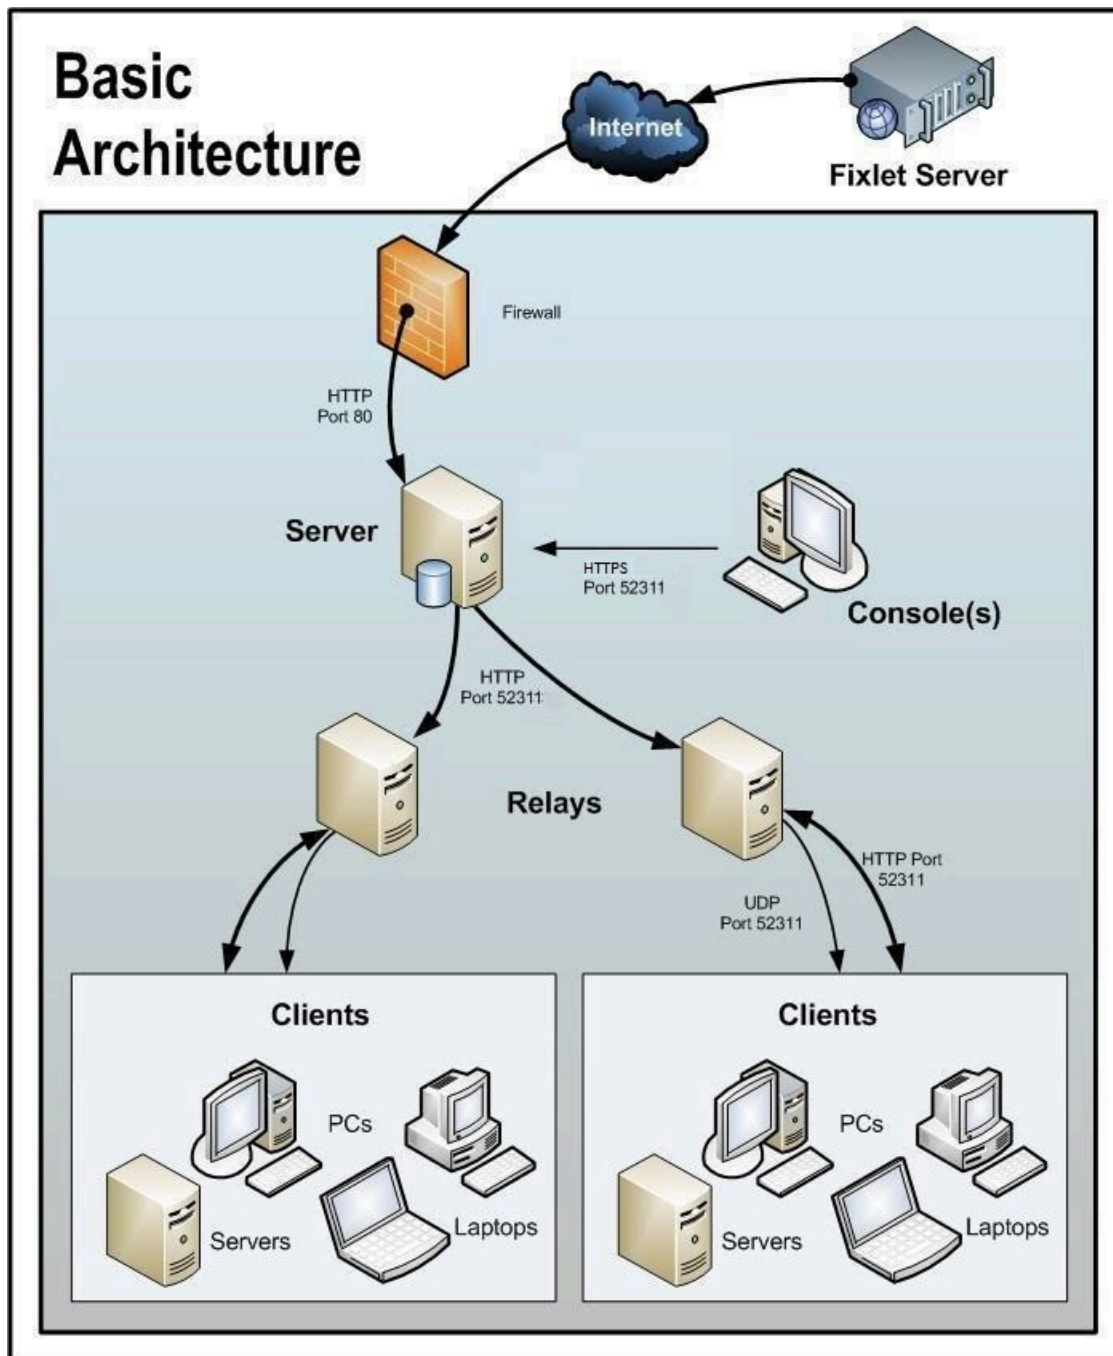 Basic
Architecture
Internet
Fixlet Server
Firewall
HTTP
Port 80
Server
HTTPS
Port 52311
Console(s)
HTTP
Port 52311
Relays
HTTP Port
52311
UDP
Port 52311
Clients
PCs
Servers
Laptops
Clients
PCs
Servers
Laptops